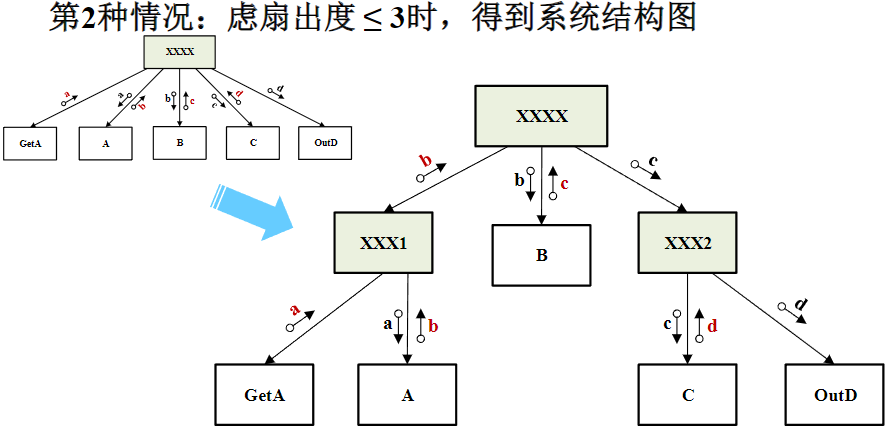 第2种情况：虑扇出度 ≤ 3时，得到系统结构图
XXXX
a a b b c c d d
GetA A B C OutD
XXXX
b b c c
XXX1 B XXX2
a a b c d d
GetA A C OutD